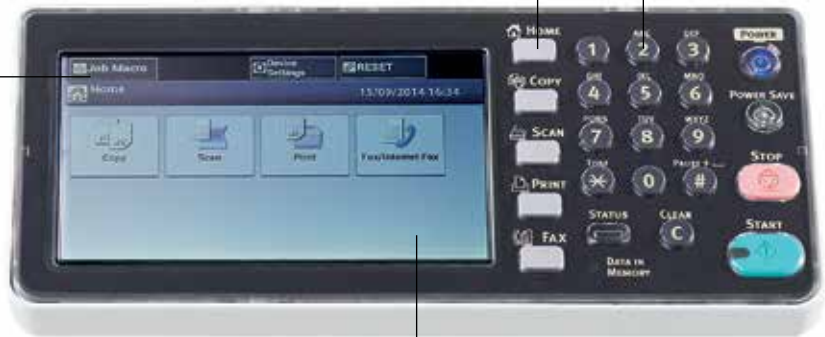 Job Macro
Device Settings
RESET
Home
15/09/2014 16:34
Copy
Scan
Print
Fax/Internet Fax
HOME
COPY
SCAN
PRINT
FAX
1
ABC
2
DEF
3
GHI
4
JKL
5
MNO
6
PQRS
7
TUV
8
WXYZ
9
TONE
0
#
STATUS
CLEAR
C
DATA IN
MEMORY
POWER
POWER SAVE
STOP
START